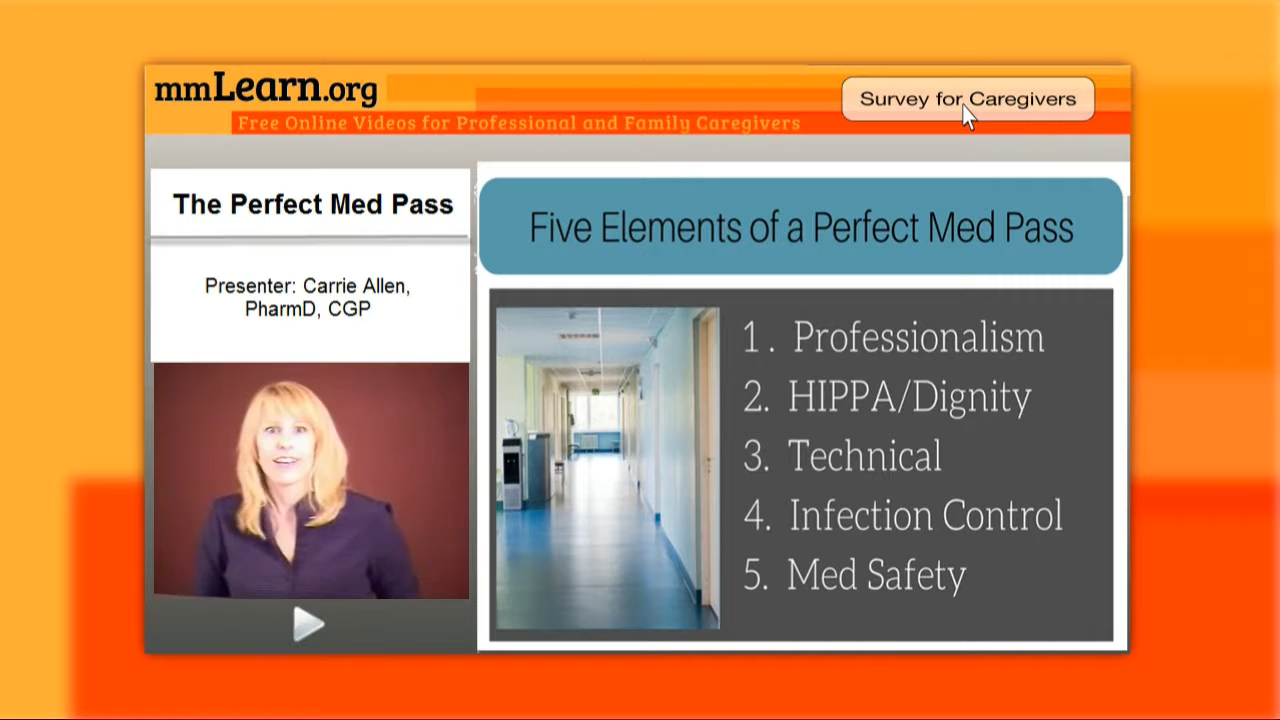 mmLearn.org
Free Online Videos for Professional and Family Caregivers
Survey for Caregivers
The Perfect Med Pass
Presenter: Carrie Allen,
PharmD, CGP
Five Elements of a Perfect Med Pass
1. Professionalism
2. HIPPA/Dignity
3. Technical
4. Infection Control
5. Med Safety